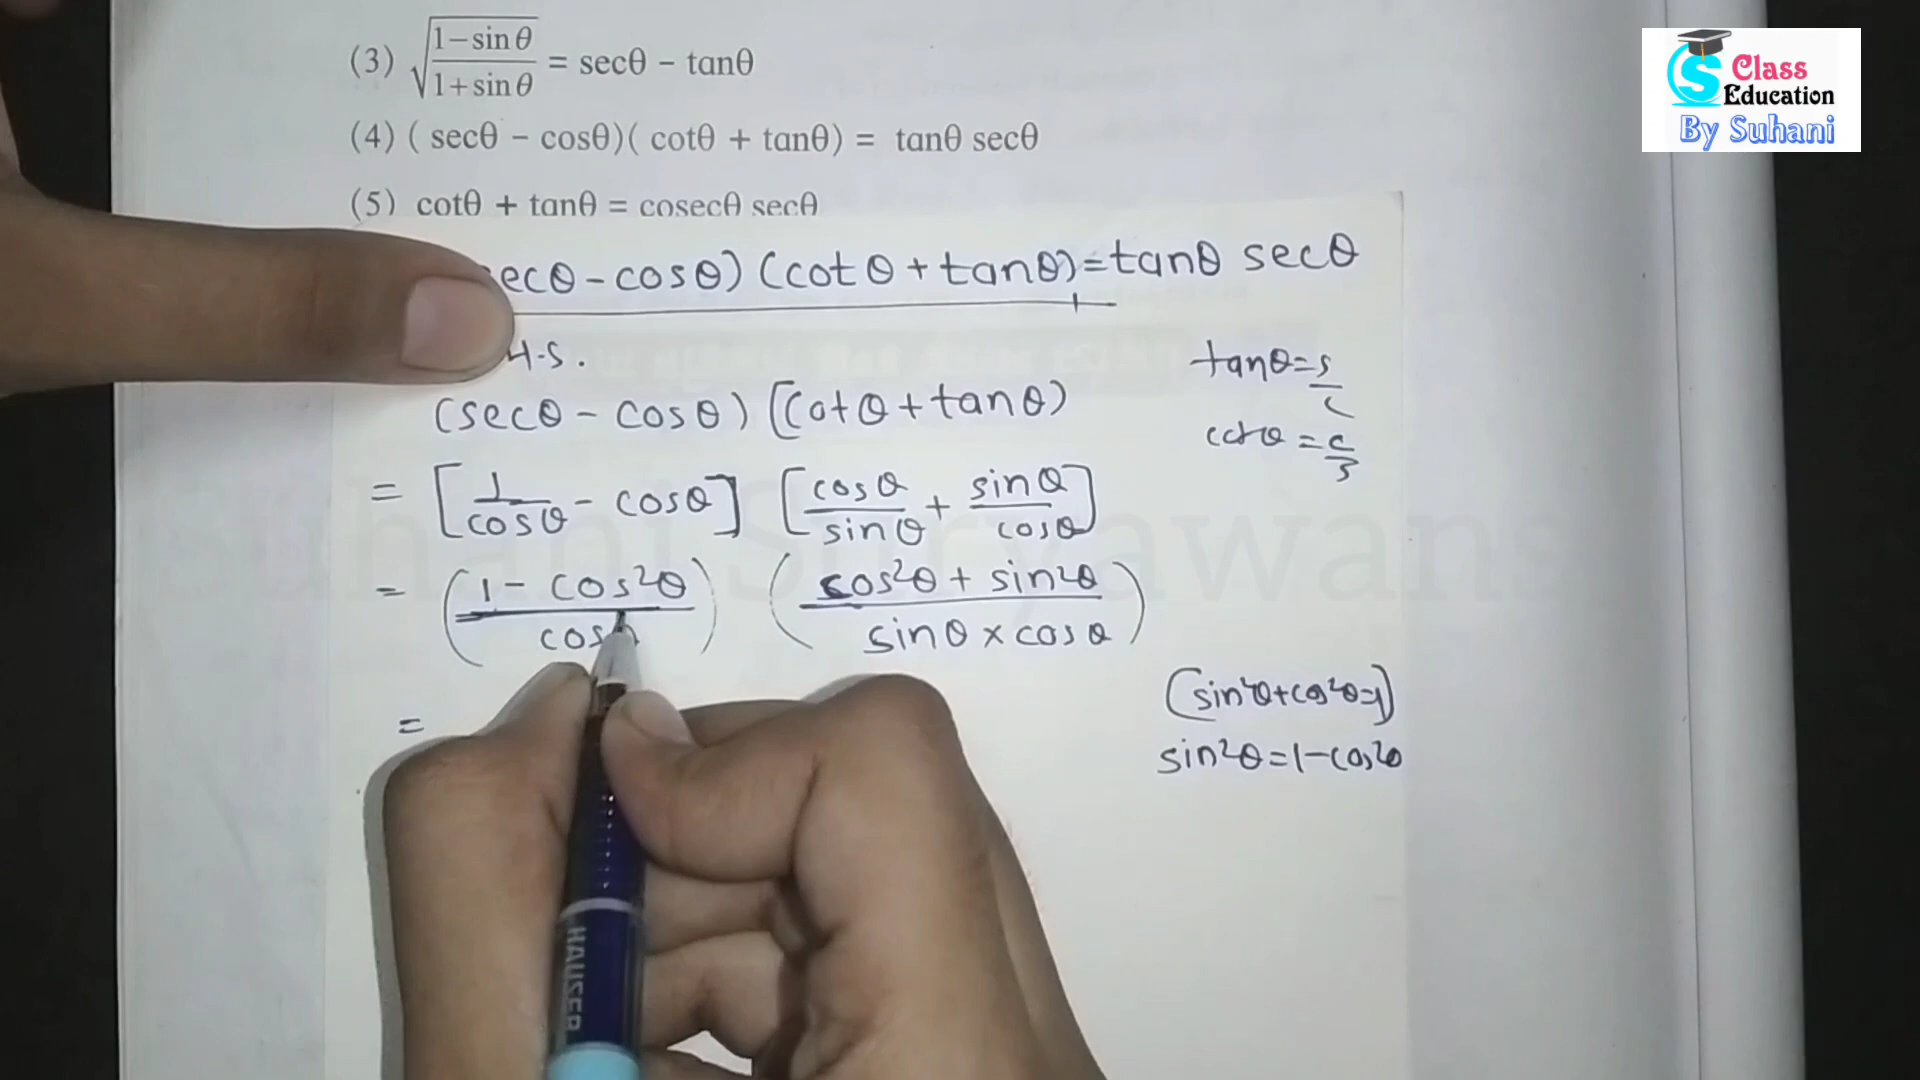 (3) √(1−sinθ)/(1+sinθ) = secθ − tanθ
(4) ( secθ − cosθ)( cotθ + tanθ) = tanθ secθ
(5) cotθ + tanθ = cosecθ secθ
ecθ - cosθ) (cotθ + tanθ) = tanθ secθ
H.S.
(secθ - cosθ) [(cotθ + tanθ)
= [1/cosθ - cosθ] [cosθ/sinθ + sinθ/cosθ]
= (1 - cos²θ/cosθ) (cos²θ + sin²θ/sinθ × cosθ)
=
tanθ = s/c
cotθ = c/s
(sin²θ+cos²θ=1)
sin²θ = 1-cos²θ
Class
Education
By Suhani
HAUSER